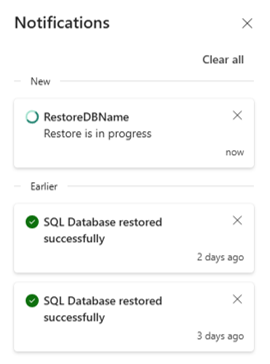 Notifications
Clear all
New
RestoreDBName
Restore is in progress
now
Earlier
SQL Database restored
successfully
2 days ago
SQL Database restored
successfully
3 days ago